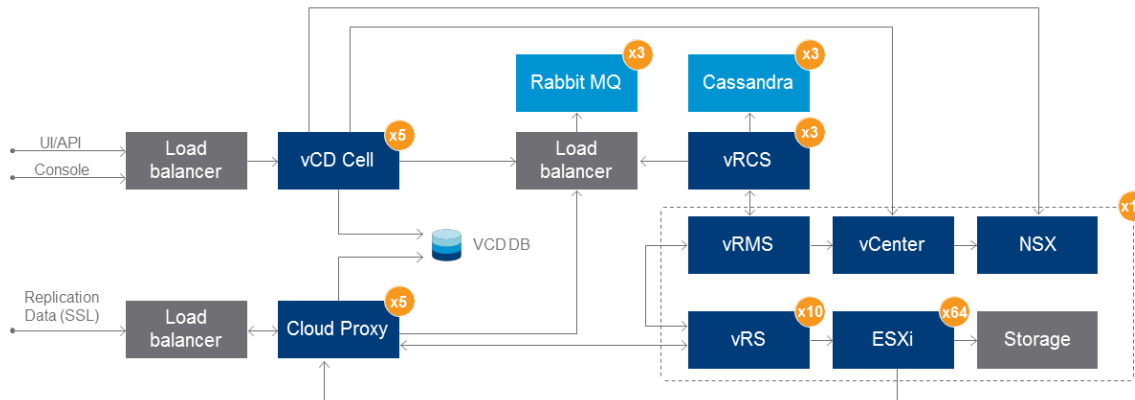 x3
x3
Rabbit MQ
Cassandra
x5
x3
UI/API
Console
Load
balancer
vCD Cell
Load
balancer
vRCS
vRMS
vCenter
NSX
VCD DB
Replication
Data (SSL)
Load
balancer
x5
Cloud Proxy
x10
vRS
x64
ESXi
Storage